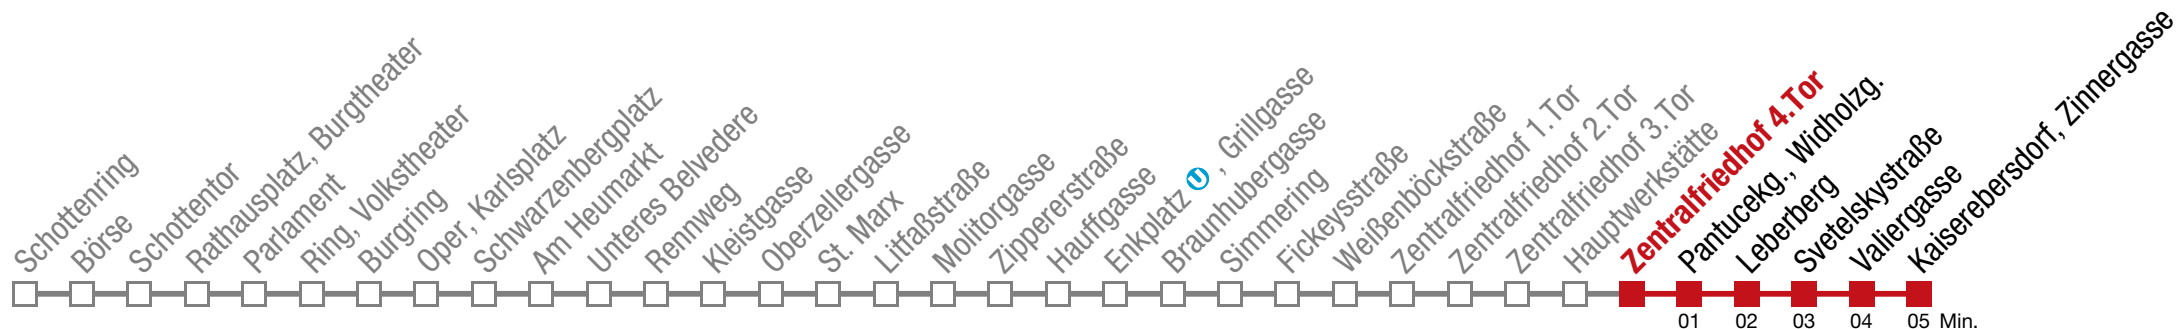 Schottenring
Börse
Schottentor
Rathausplatz, Burgtheater
Parlament
Ring, Volkstheater
Burgring
Oper, Karlsplatz
Schwarzenbergplatz
Am Heumarkt
Unteres Belvedere
Rennweg
Kleistgasse
Oberzellergasse
St. Marx
Litfaßstraße
Molitorgasse
Zippererstraße
Hauffgasse
Enkplatz U, Grillgasse
Braunhubergasse
Simmering
Fickeysstraße
Weißenböckstraße
Zentralfriedhof 1.Tor
Zentralfriedhof 2.Tor
Zentralfriedhof 3.Tor
Hauptwerkstätte
Zentralfriedhof 4.Tor
Pantucekg., Widholzg.
Leberberg
Svetelskystraße
Valiergasse
Kaiserebersdorf, Zinnergasse
01 02 03 04 05 Min.